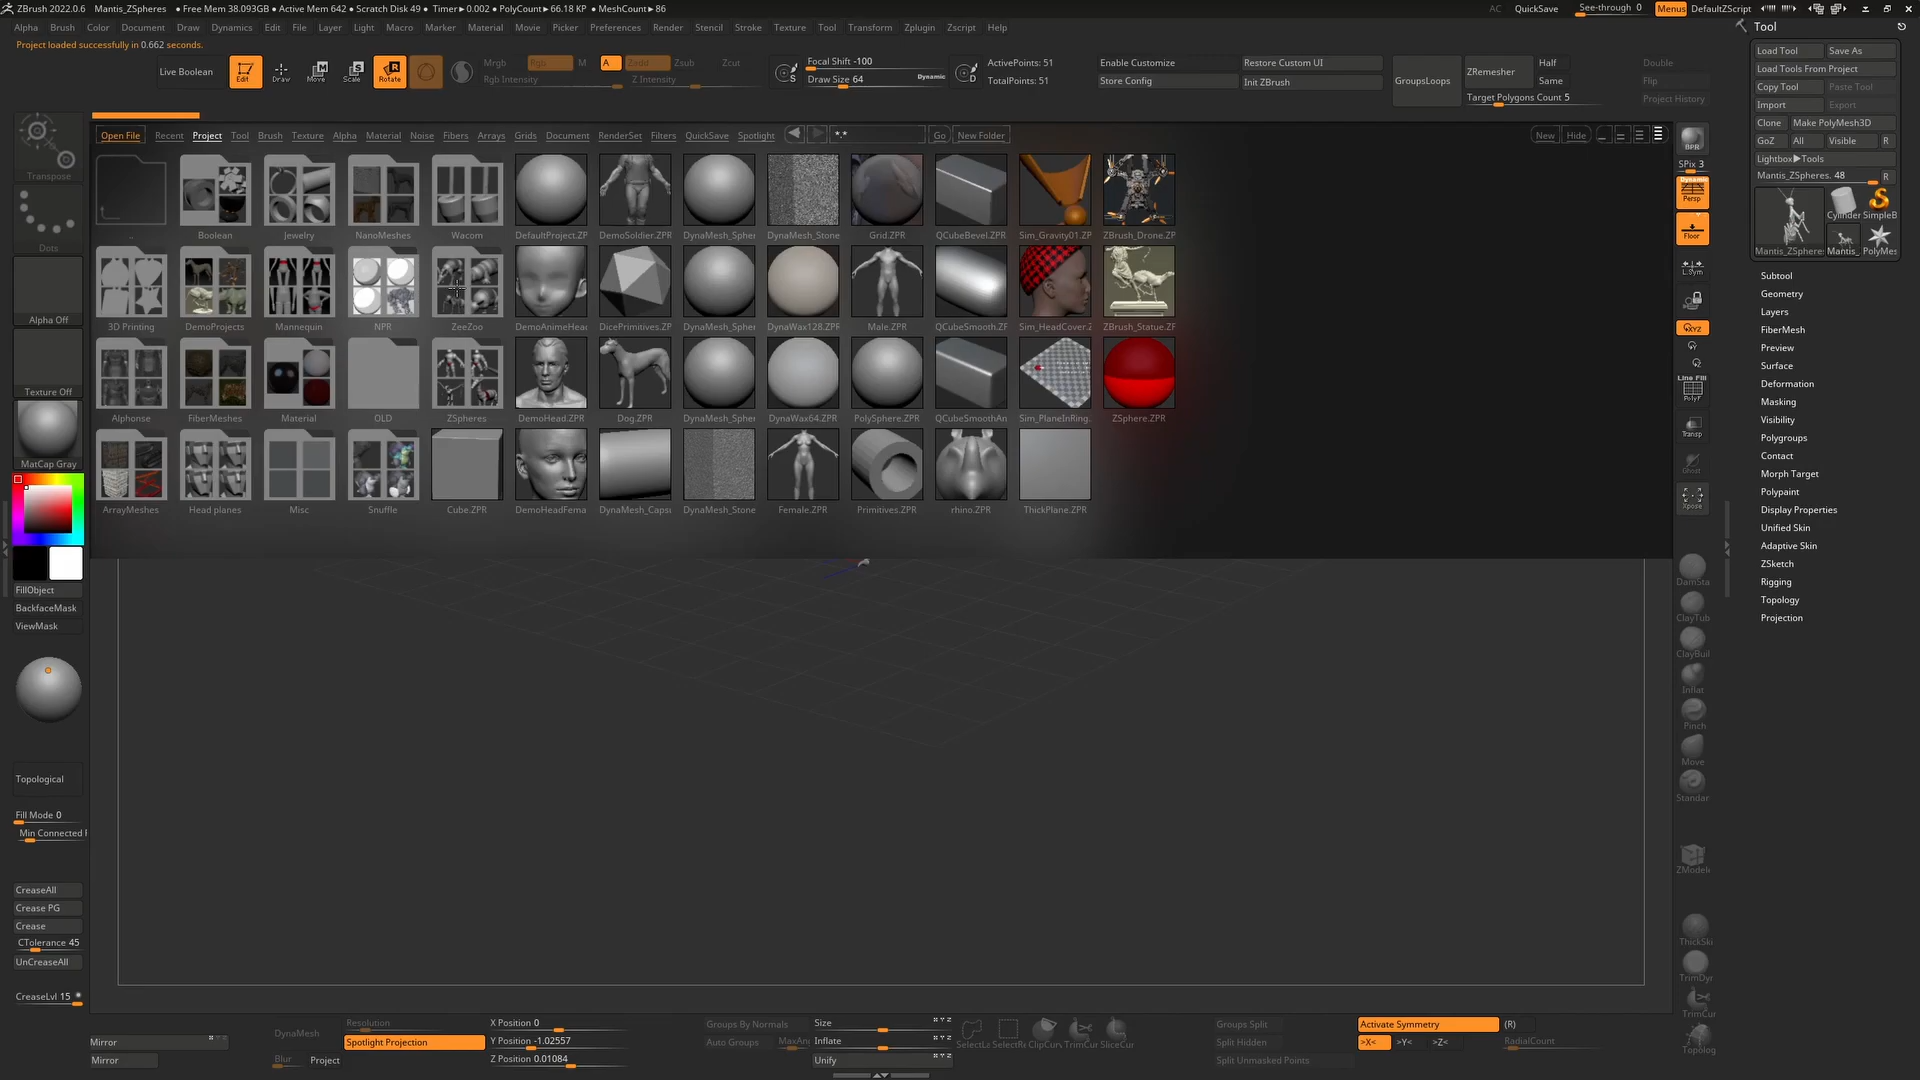 ZBrush 2022.0.6 Mantis_ZSpheres • Free Mem 38.093GB • Active Mem 642 • Scratch Disk 49 • Timer▶0.002 • PolyCount▶66.18 KP • MeshCount▶86 AC QuickSave See-through 0 Menus DefaultZScript
Alpha Brush Color Document Draw Dynamics Edit File Layer Light Macro Marker Material Movie Picker Preferences Render Stencil Stroke Texture Tool Transform Zplugin Zscript Help
Project loaded successfully in 0.662 seconds.
Live Boolean Edit Draw Move Scale Rotate
Mrgb Rgb M A Zadd Zsub Zcut
Rgb Intensity Z Intensity
Focal Shift -100
Draw Size 64 Dynamic
ActivePoints: 51
TotalPoints: 51
Enable Customize Restore Custom UI
Store Config Init ZBrush
GroupsLoops ZRemesher Half
Same
Target Polygons Count 5
Double
Flip
Project History
Open File Recent Project Tool Brush Texture Alpha Material Noise Fibers Arrays Grids Document RenderSet Filters QuickSave Spotlight *.* Go New Folder New Hide
.. Boolean Jewelry NanoMeshes Wacom DefaultProject.ZP DemoSoldier.ZPR DynaMesh_Spher DynaMesh_Stone Grid.ZPR QCubeBevel.ZPR Sim_Gravity01.ZP ZBrush_Drone.ZP
3D Printing DemoProjects Mannequin NPR ZeeZoo DemoAnimeHead DicePrimitives.ZP DynaMesh_Spher DynaWax128.ZPR Male.ZPR QCubeSmooth.ZP Sim_HeadCover.Z ZBrush_Statue.ZP
Alphonse FiberMeshes Material OLD ZSpheres DemoHead.ZPR Dog.ZPR DynaMesh_Spher DynaWax64.ZPR PolySphere.ZPR QCubeSmoothAn Sim_PlaneInRing. ZSphere.ZPR
ArrayMeshes Head planes Misc Snuffle Cube.ZPR DemoHeadFema DynaMesh_Capsu DynaMesh_Stone Female.ZPR Primitives.ZPR rhino.ZPR ThickPlane.ZPR
Transpose
Dots
Alpha Off
Texture Off
MatCap Gray
FillObject
BackfaceMask
ViewMask
Topological
Fill Mode 0
Min Connected P
CreaseAll
Crease PG
Crease
CTolerance 45
UnCreaseAll
CreaseLvl 15
BPR
SPix 3
Dynamic
Persp
Floor
L.Sym
XYZ
Line Fill
PolyF
Transp
Ghost
Xpose
DamSta
ClayTub
ClayBuil
Inflat
Pinch
Move
Standar
ZModele
ThickSki
TrimDyr
TrimCur
Topolog
Tool
Load Tool Save As
Load Tools From Project
Copy Tool Paste Tool
Import Export
Clone Make PolyMesh3D
GoZ All Visible R
Lightbox▶Tools
Mantis_ZSpheres. 48 R
Cylinder SimpleB
Mantis_ZSphere Mantis_ PolyMes
Subtool
Geometry
Layers
FiberMesh
Preview
Surface
Deformation
Masking
Visibility
Polygroups
Contact
Morph Target
Polypaint
Display Properties
Unified Skin
Adaptive Skin
ZSketch
Rigging
Topology
Projection
Mirror
Mirror
DynaMesh
Blur Project
Resolution
Spotlight Projection
X Position 0
Y Position -1.02557
Z Position 0.01084
Groups By Normals
Auto Groups MaxAn
Size
Inflate
Unify
SelectLa SelectRe ClipCurv TrimCur SliceCur
Groups Split
Split Hidden
Split Unmasked Points
Activate Symmetry (R)
>X< >Y< >Z< RadialCount